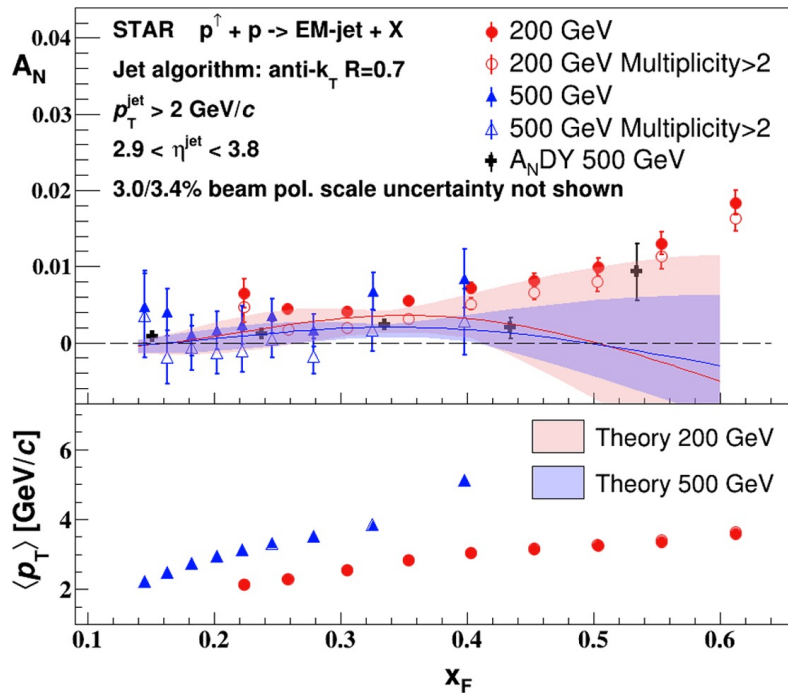 STAR p↑ + p -> EM-jet + X
Jet algorithm: anti-kT R=0.7
pTjet > 2 GeV/c
2.9 < ηjet < 3.8
3.0/3.4% beam pol. scale uncertainty not shown
200 GeV
200 GeV Multiplicity>2
500 GeV
500 GeV Multiplicity>2
ANDY 500 GeV
AN
0.04
0.03
0.02
0.01
0
Theory 200 GeV
Theory 500 GeV
⟨pT⟩ [GeV/c]
6
4
2
0.1 0.2 0.3 0.4 0.5 0.6
xF